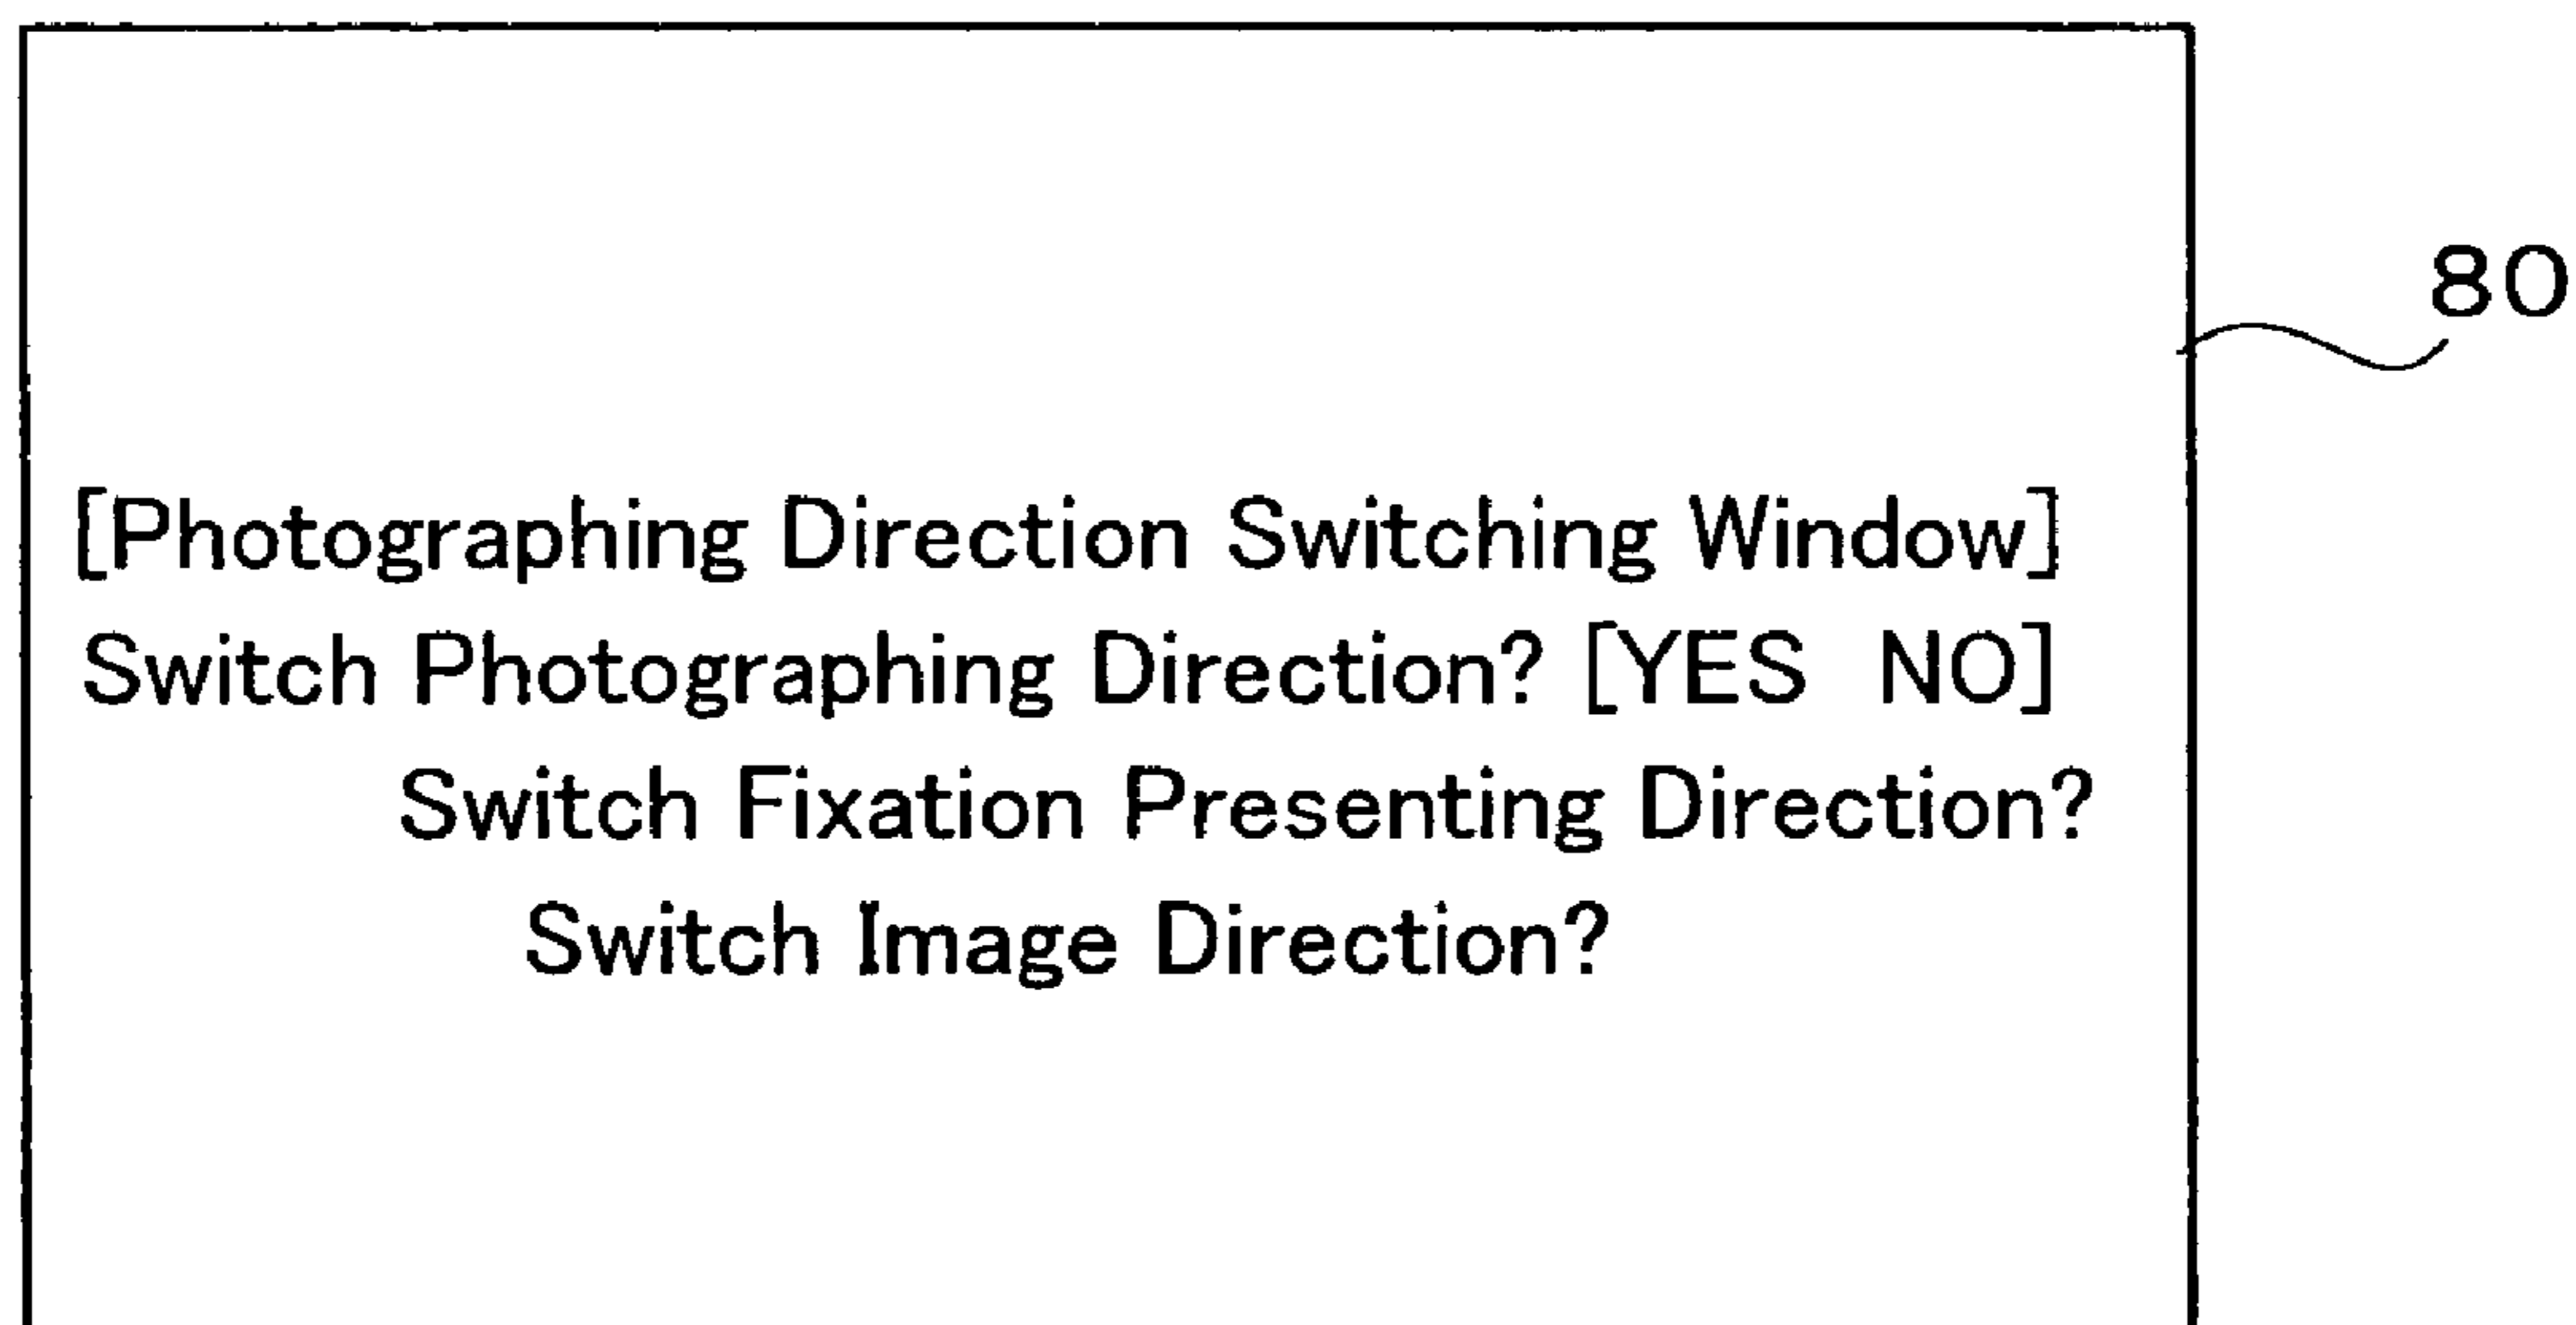 80
[Photographing Direction Switching Window]
Switch Photographing Direction? [YES NO]
Switch Fixation Presenting Direction?
Switch Image Direction?